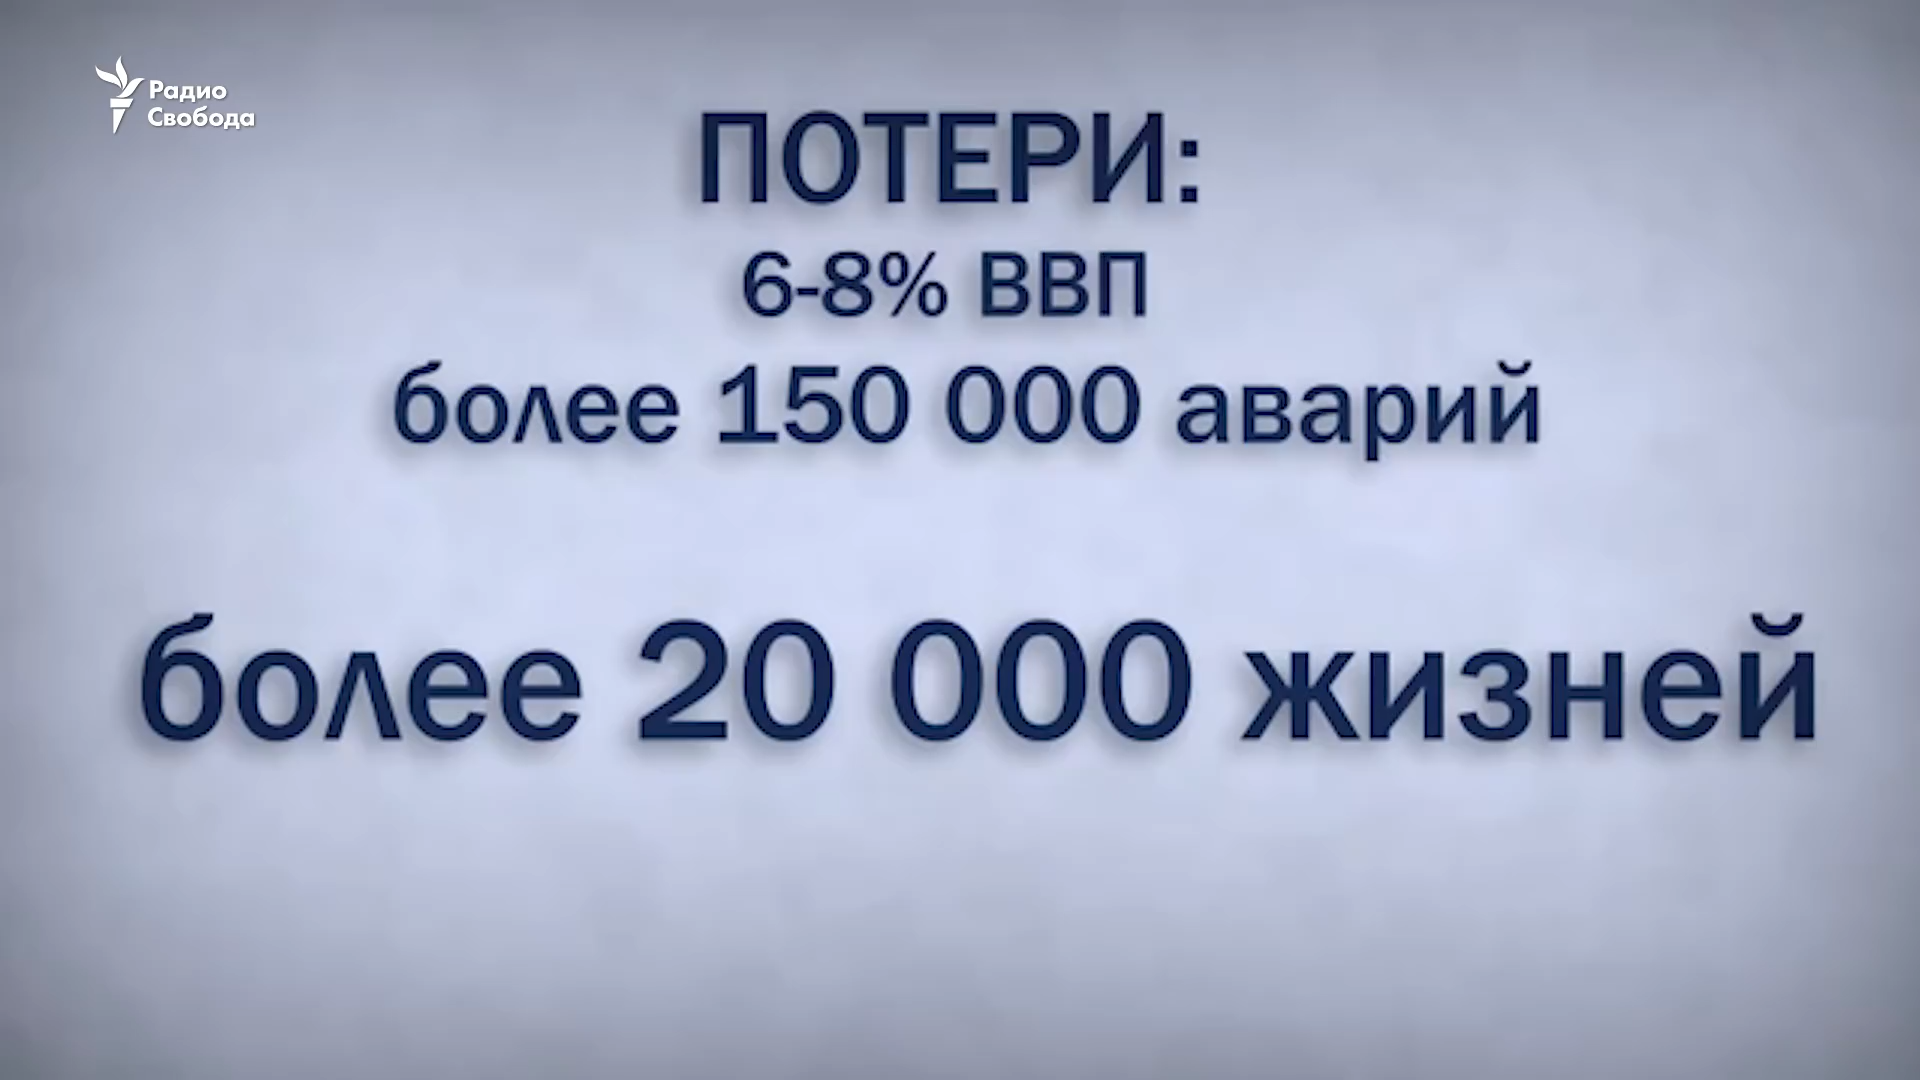 Радио
Свобода
ПОТЕРИ:
6-8% ВВП
более 150 000 аварий
более 20 000 жизней